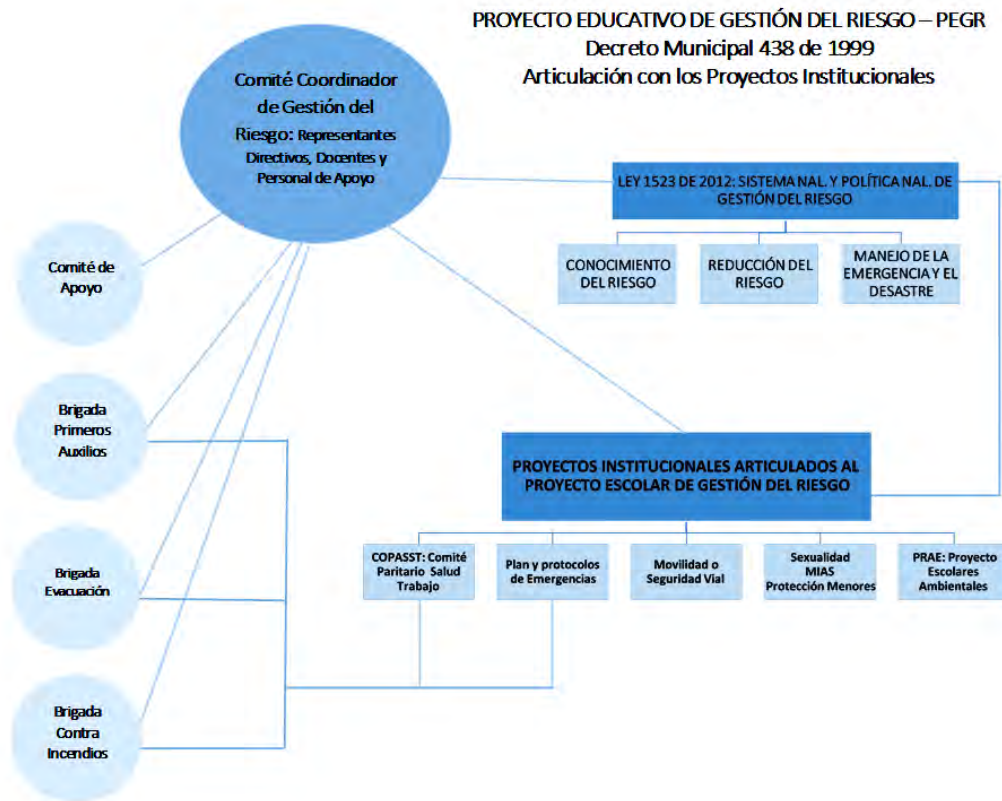 PROYECTO EDUCATIVO DE GESTIÓN DEL RIESGO – PEGR
Decreto Municipal 438 de 1999
Articulación con los Proyectos Institucionales
Comité Coordinador
de Gestión del
Riesgo: Representantes
Directivos, Docentes y
Personal de Apoyo
LEY 1523 DE 2012: SISTEMA NAL. Y POLÍTICA NAL. DE
GESTIÓN DEL RIESGO
CONOCIMIENTO
DEL RIESGO
REDUCCIÓN DEL
RIESGO
MANEJO DE LA
EMERGENCIA Y EL
DESASTRE
Comité de
Apoyo
Brigada
Primeros
Auxilios
Brigada
Evacuación
Brigada
Contra
Incendios
PROYECTOS INSTITUCIONALES ARTICULADOS AL
PROYECTO ESCOLAR DE GESTIÓN DEL RIESGO
COPASST: Comité
Paritario Salud
Trabajo
Plan y protocolos
de Emergencias
Movilidad o
Seguridad Vial
Sexualidad
MIAS
Protección Menores
PRAE: Proyecto
Escolares
Ambientales